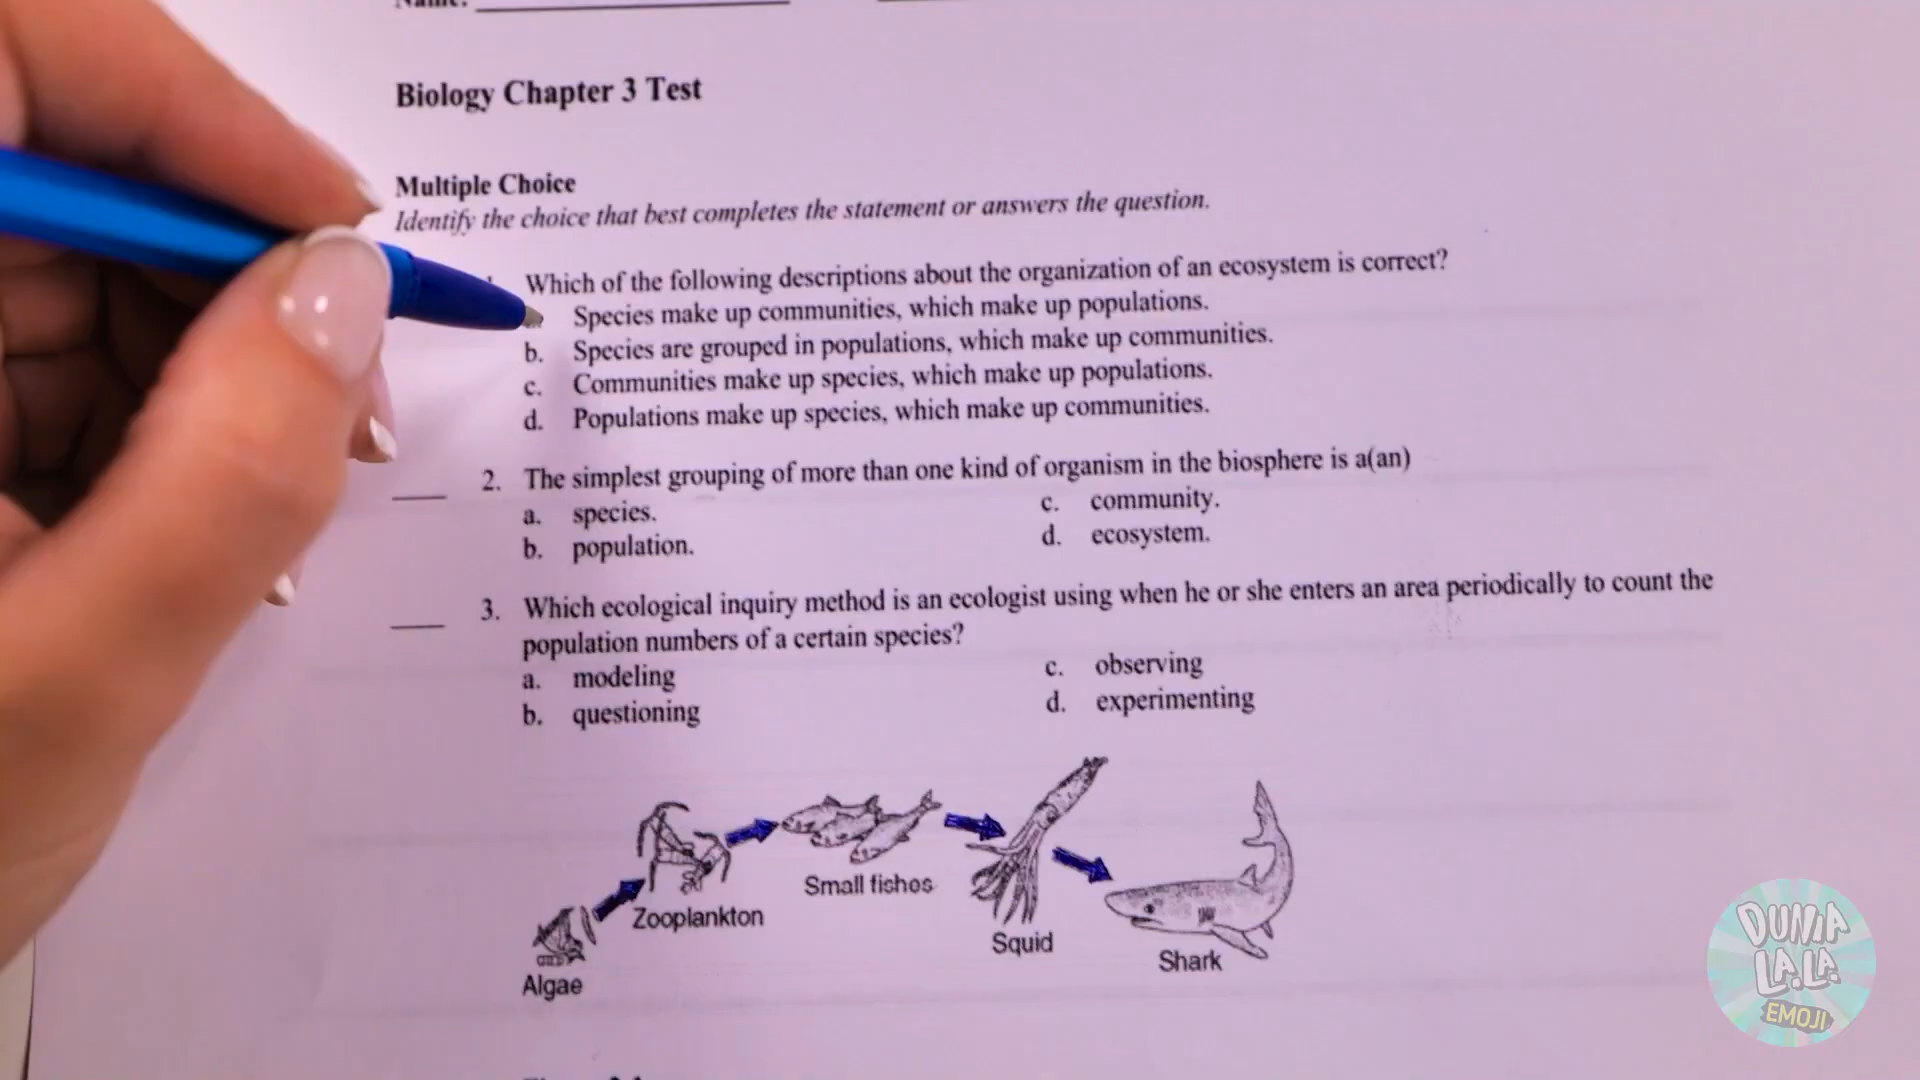 Name:
Biology Chapter 3 Test
Multiple Choice
Identify the choice that best completes the statement or answers the question.
Which of the following descriptions about the organization of an ecosystem is correct?
Species make up communities, which make up populations.
b. Species are grouped in populations, which make up communities.
c. Communities make up species, which make up populations.
d. Populations make up species, which make up communities.
2. The simplest grouping of more than one kind of organism in the biosphere is a(an)
a. species. c. community.
b. population. d. ecosystem.
3. Which ecological inquiry method is an ecologist using when he or she enters an area periodically to count the
population numbers of a certain species?
a. modeling c. observing
b. questioning d. experimenting
Small fishes
Zooplankton
Squid
Shark
Algae
DUNIA
LA.LA.
EMOJI